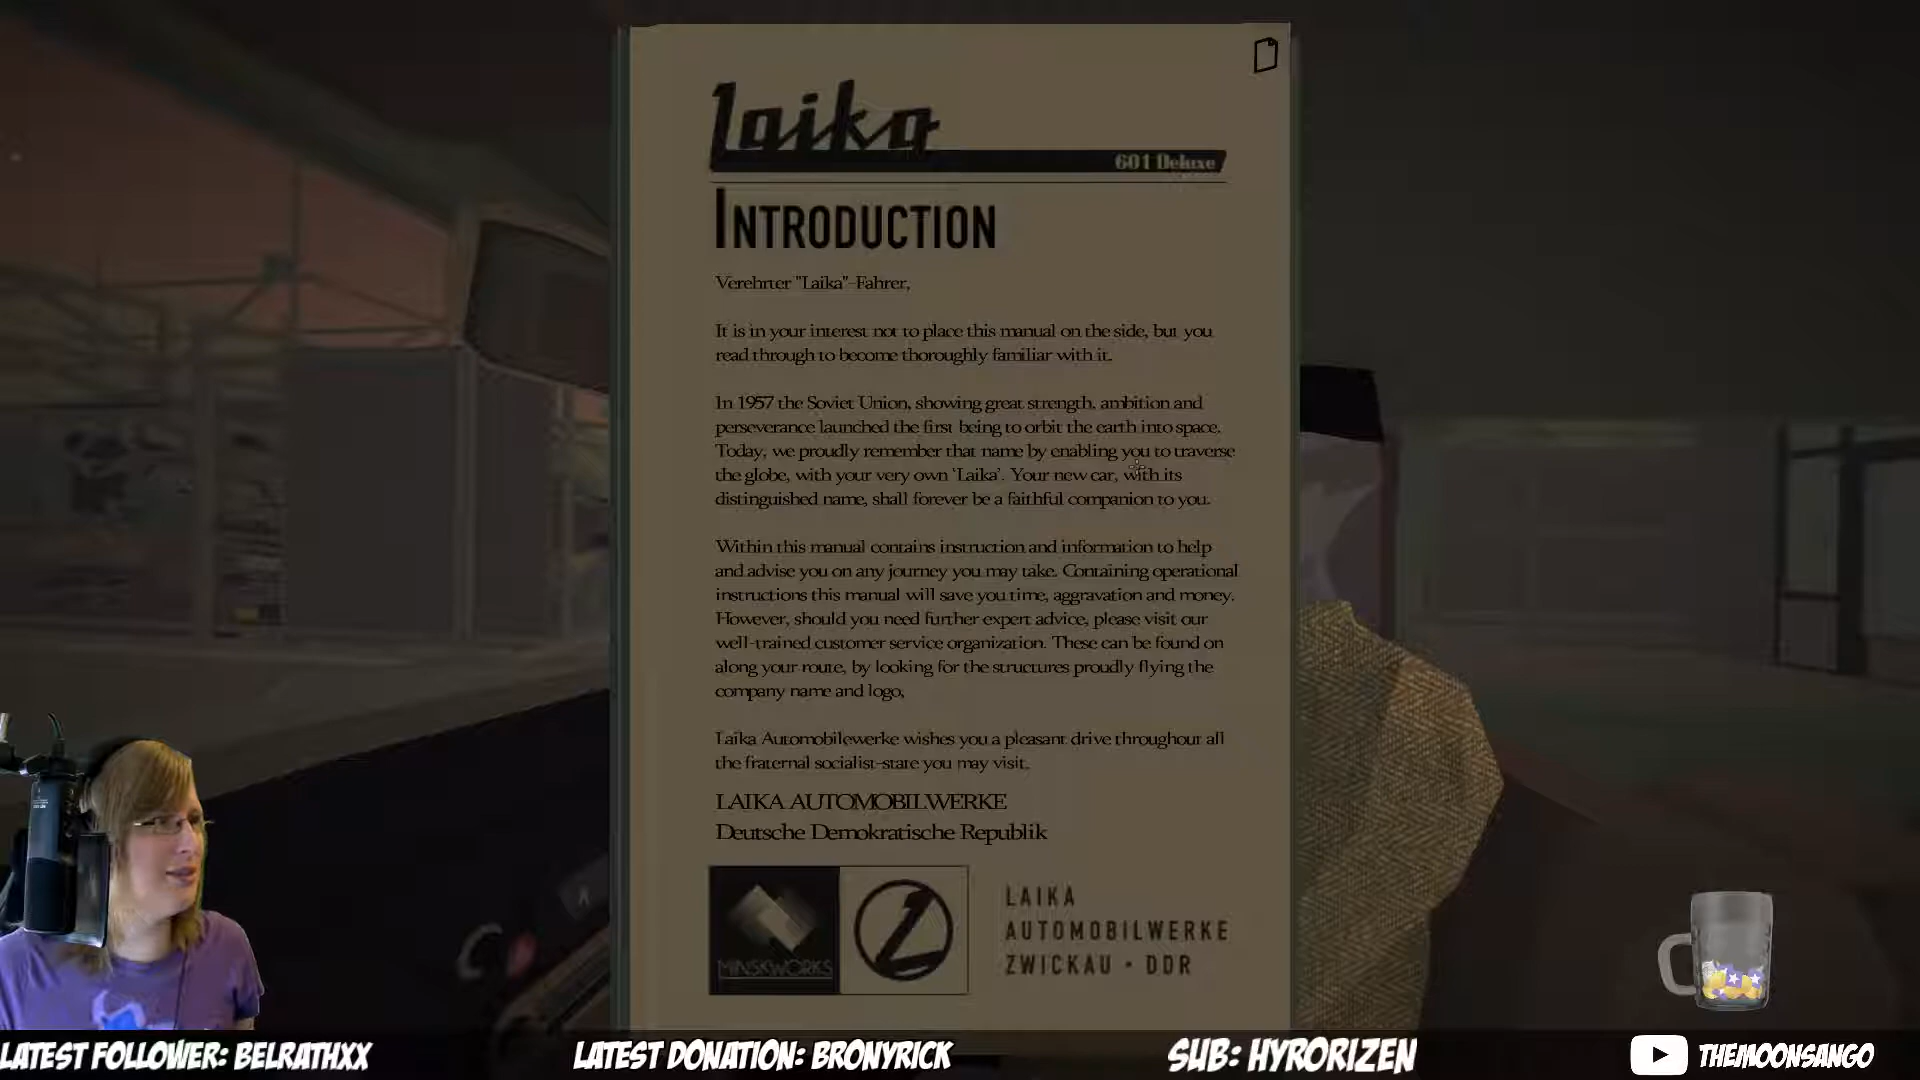 Laika
601 Deluxe
INTRODUCTION
Verehrter "Laika"-Fahrer,
It is in your interest not to place this manual on the side, but you
read through to become thoroughly familiar with it.
In 1957 the Soviet Union, showing great strength, ambition and
perseverance launched the first being to orbit the earth into space.
Today, we proudly remember that name by enabling you to traverse
the globe, with your very own 'Laika'. Your new car, with its
distinguished name, shall forever be a faithful companion to you.
Within this manual contains instruction and information to help
and advise you on any journey you may take. Containing operational
instructions this manual will save you time, aggravation and money.
However, should you need further expert advice, please visit our
well-trained customer service organization. These can be found on
along your route, by looking for the structures proudly flying the
company name and logo,
Laika Automobilewerke wishes you a pleasant drive throughout all
the fraternal socialist-state you may visit.
LAIKA AUTOMOBILWERKE
Deutsche Demokratische Republik
MINSKWORKS
L
LAIKA
AUTOMOBILWERKE
ZWICKAU · DDR
LATEST FOLLOWER: BELRATHXX
LATEST DONATION: BRONYRICK
SUB: HYRORIZEN
THEMOONSANGO